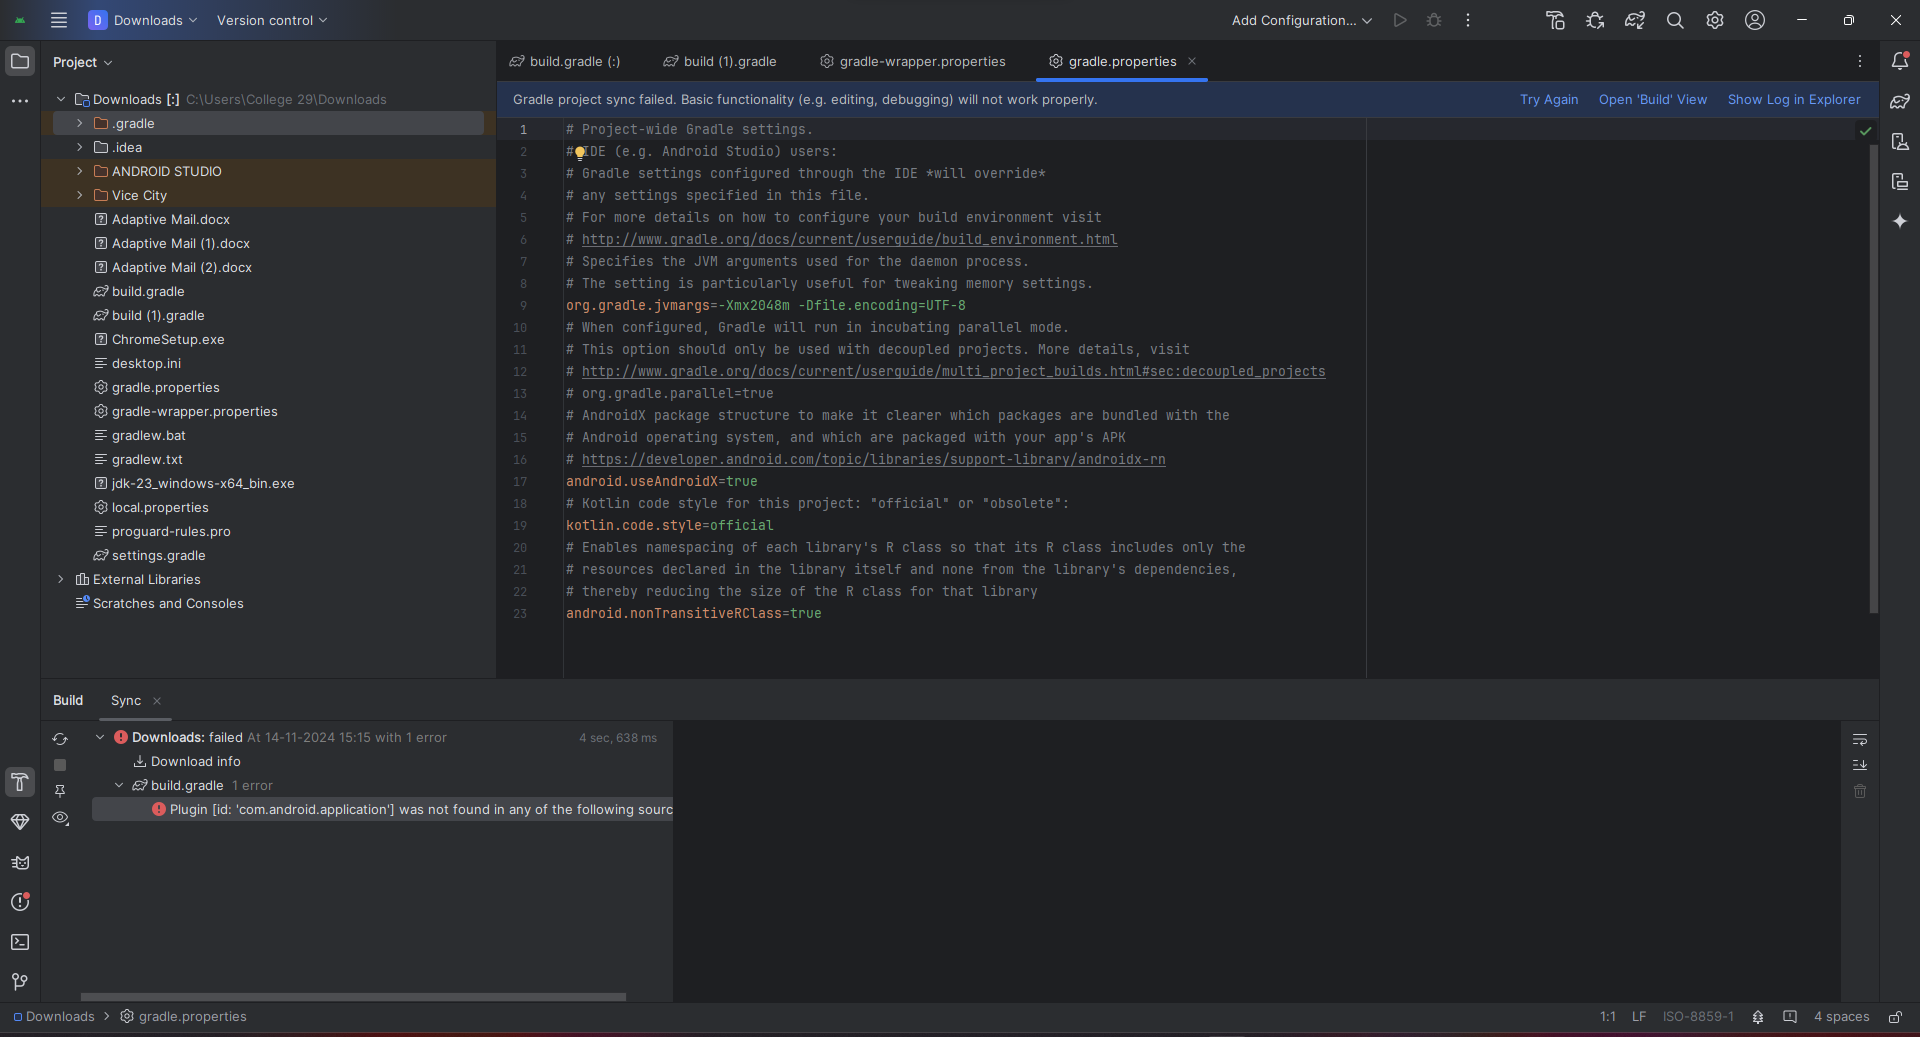 D Downloads Version control Add Configuration...
Project
build.gradle (:) build (1).gradle gradle-wrapper.properties gradle.properties
Downloads [:] C:\Users\College 29\Downloads
.gradle
.idea
ANDROID STUDIO
Vice City
Adaptive Mail.docx
Adaptive Mail (1).docx
Adaptive Mail (2).docx
build.gradle
build (1).gradle
ChromeSetup.exe
desktop.ini
gradle.properties
gradle-wrapper.properties
gradlew.bat
gradlew.txt
jdk-23_windows-x64_bin.exe
local.properties
proguard-rules.pro
settings.gradle
External Libraries
Scratches and Consoles
Gradle project sync failed. Basic functionality (e.g. editing, debugging) will not work properly. Try Again Open 'Build' View Show Log in Explorer
1 # Project-wide Gradle settings.
2 # IDE (e.g. Android Studio) users:
3 # Gradle settings configured through the IDE *will override*
4 # any settings specified in this file.
5 # For more details on how to configure your build environment visit
6 # http://www.gradle.org/docs/current/userguide/build_environment.html
7 # Specifies the JVM arguments used for the daemon process.
8 # The setting is particularly useful for tweaking memory settings.
9 org.gradle.jvmargs=-Xmx2048m -Dfile.encoding=UTF-8
10 # When configured, Gradle will run in incubating parallel mode.
11 # This option should only be used with decoupled projects. More details, visit
12 # http://www.gradle.org/docs/current/userguide/multi_project_builds.html#sec:decoupled_projects
13 # org.gradle.parallel=true
14 # AndroidX package structure to make it clearer which packages are bundled with the
15 # Android operating system, and which are packaged with your app's APK
16 # https://developer.android.com/topic/libraries/support-library/androidx-rn
17 android.useAndroidX=true
18 # Kotlin code style for this project: "official" or "obsolete":
19 kotlin.code.style=official
20 # Enables namespacing of each library's R class so that its R class includes only the
21 # resources declared in the library itself and none from the library's dependencies,
22 # thereby reducing the size of the R class for that library
23 android.nonTransitiveRClass=true
Build Sync
Downloads: failed At 14-11-2024 15:15 with 1 error 4 sec, 638 ms
Download info
build.gradle 1 error
Plugin [id: 'com.android.application'] was not found in any of the following sourc
Downloads > gradle.properties 1:1 LF ISO-8859-1 4 spaces